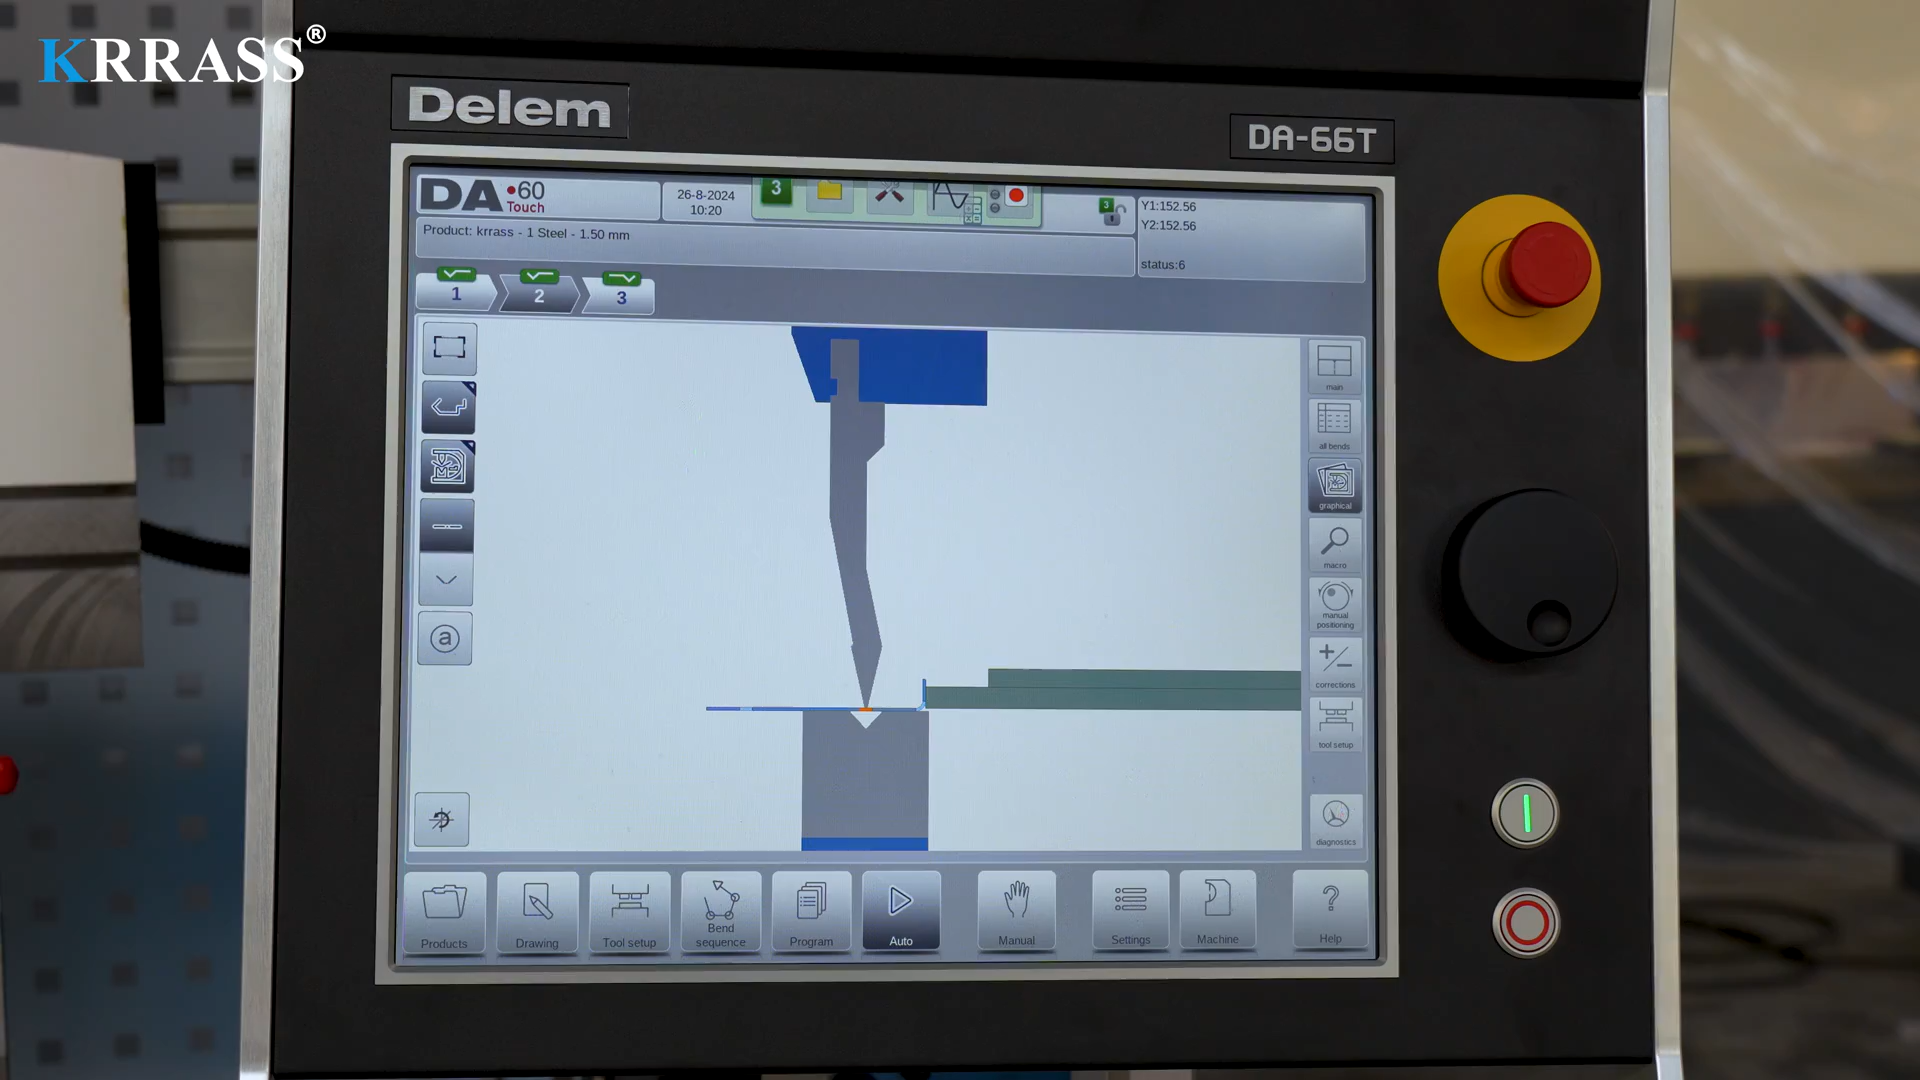 KRRASS®
Delem
DA-66T
DA•60
Touch
26-8-2024
10:20
3
3
Y1:152.56
Y2:152.56
status:6
Product: krrass - 1 Steel - 1.50 mm
1
2
3
main
all bends
graphical
macro
manual
positioning
corrections
tool setup
diagnostics
a
Products
Drawing
Tool setup
Bend
sequence
Program
Auto
Manual
Settings
Machine
?
Help